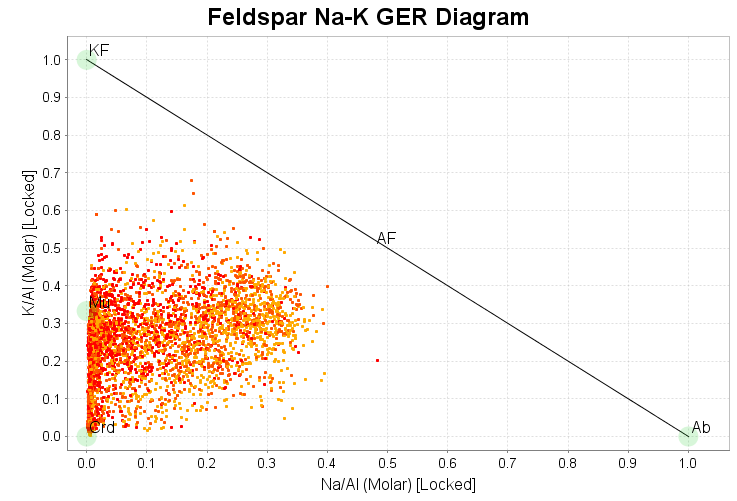 Feldspar Na-K GER Diagram
KF
1.0
0.9
0.8
0.7
0.6
AF
0.5
0.4
Mu
0.3
0.2
0.1
Crd
Ab
0.0
K/Al (Molar) [Locked]
0.0 0.1 0.2 0.3 0.4 0.5 0.6 0.7 0.8 0.9 1.0
Na/Al (Molar) [Locked]